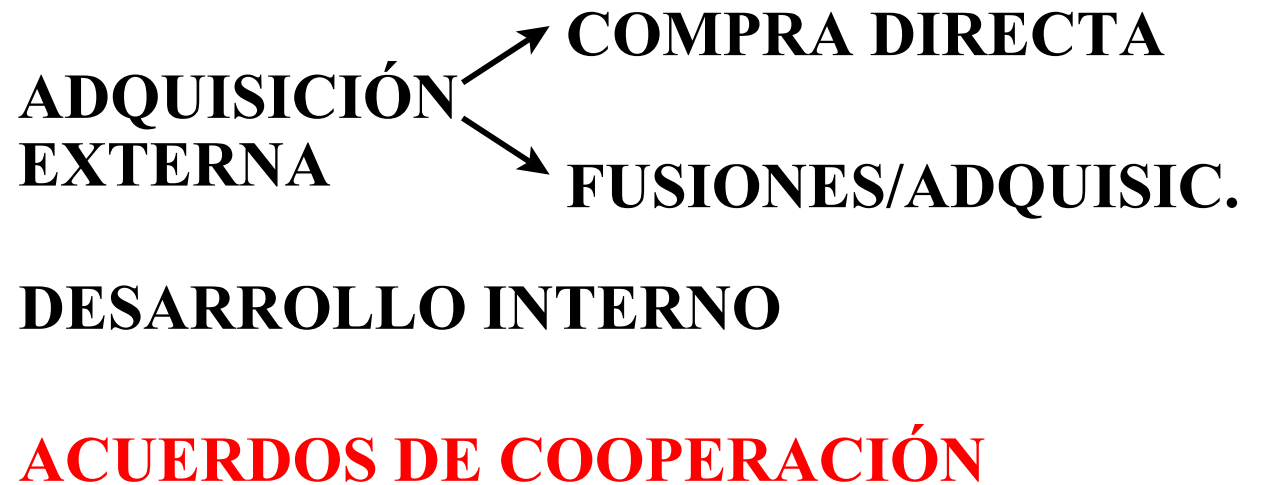 COMPRA DIRECTA
ADQUISICIÓN
EXTERNA
FUSIONES/ADQUISIC.
DESARROLLO INTERNO
ACUERDOS DE COOPERACIÓN